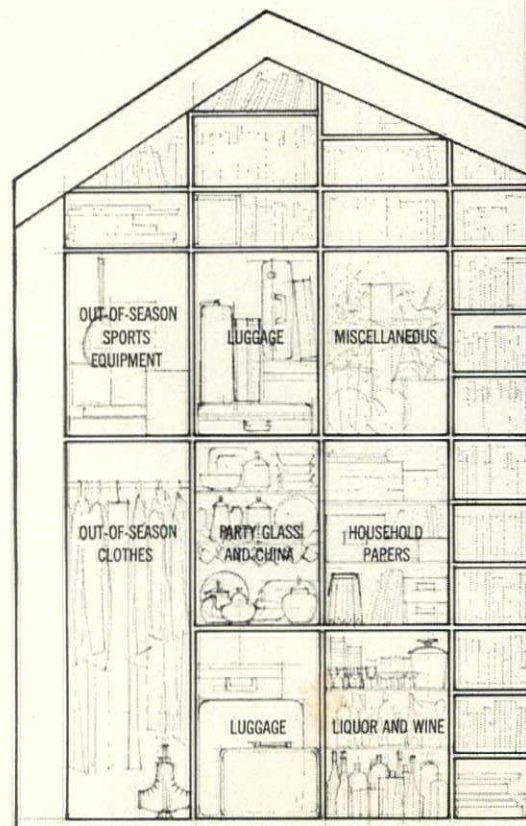 OUT-OF-SEASON
SPORTS
EQUIPMENT
LUGGAGE
MISCELLANEOUS
OUT-OF-SEASON
CLOTHES
PARTY GLASS
AND CHINA
HOUSEHOLD
PAPERS
LUGGAGE
LIQUOR AND WINE